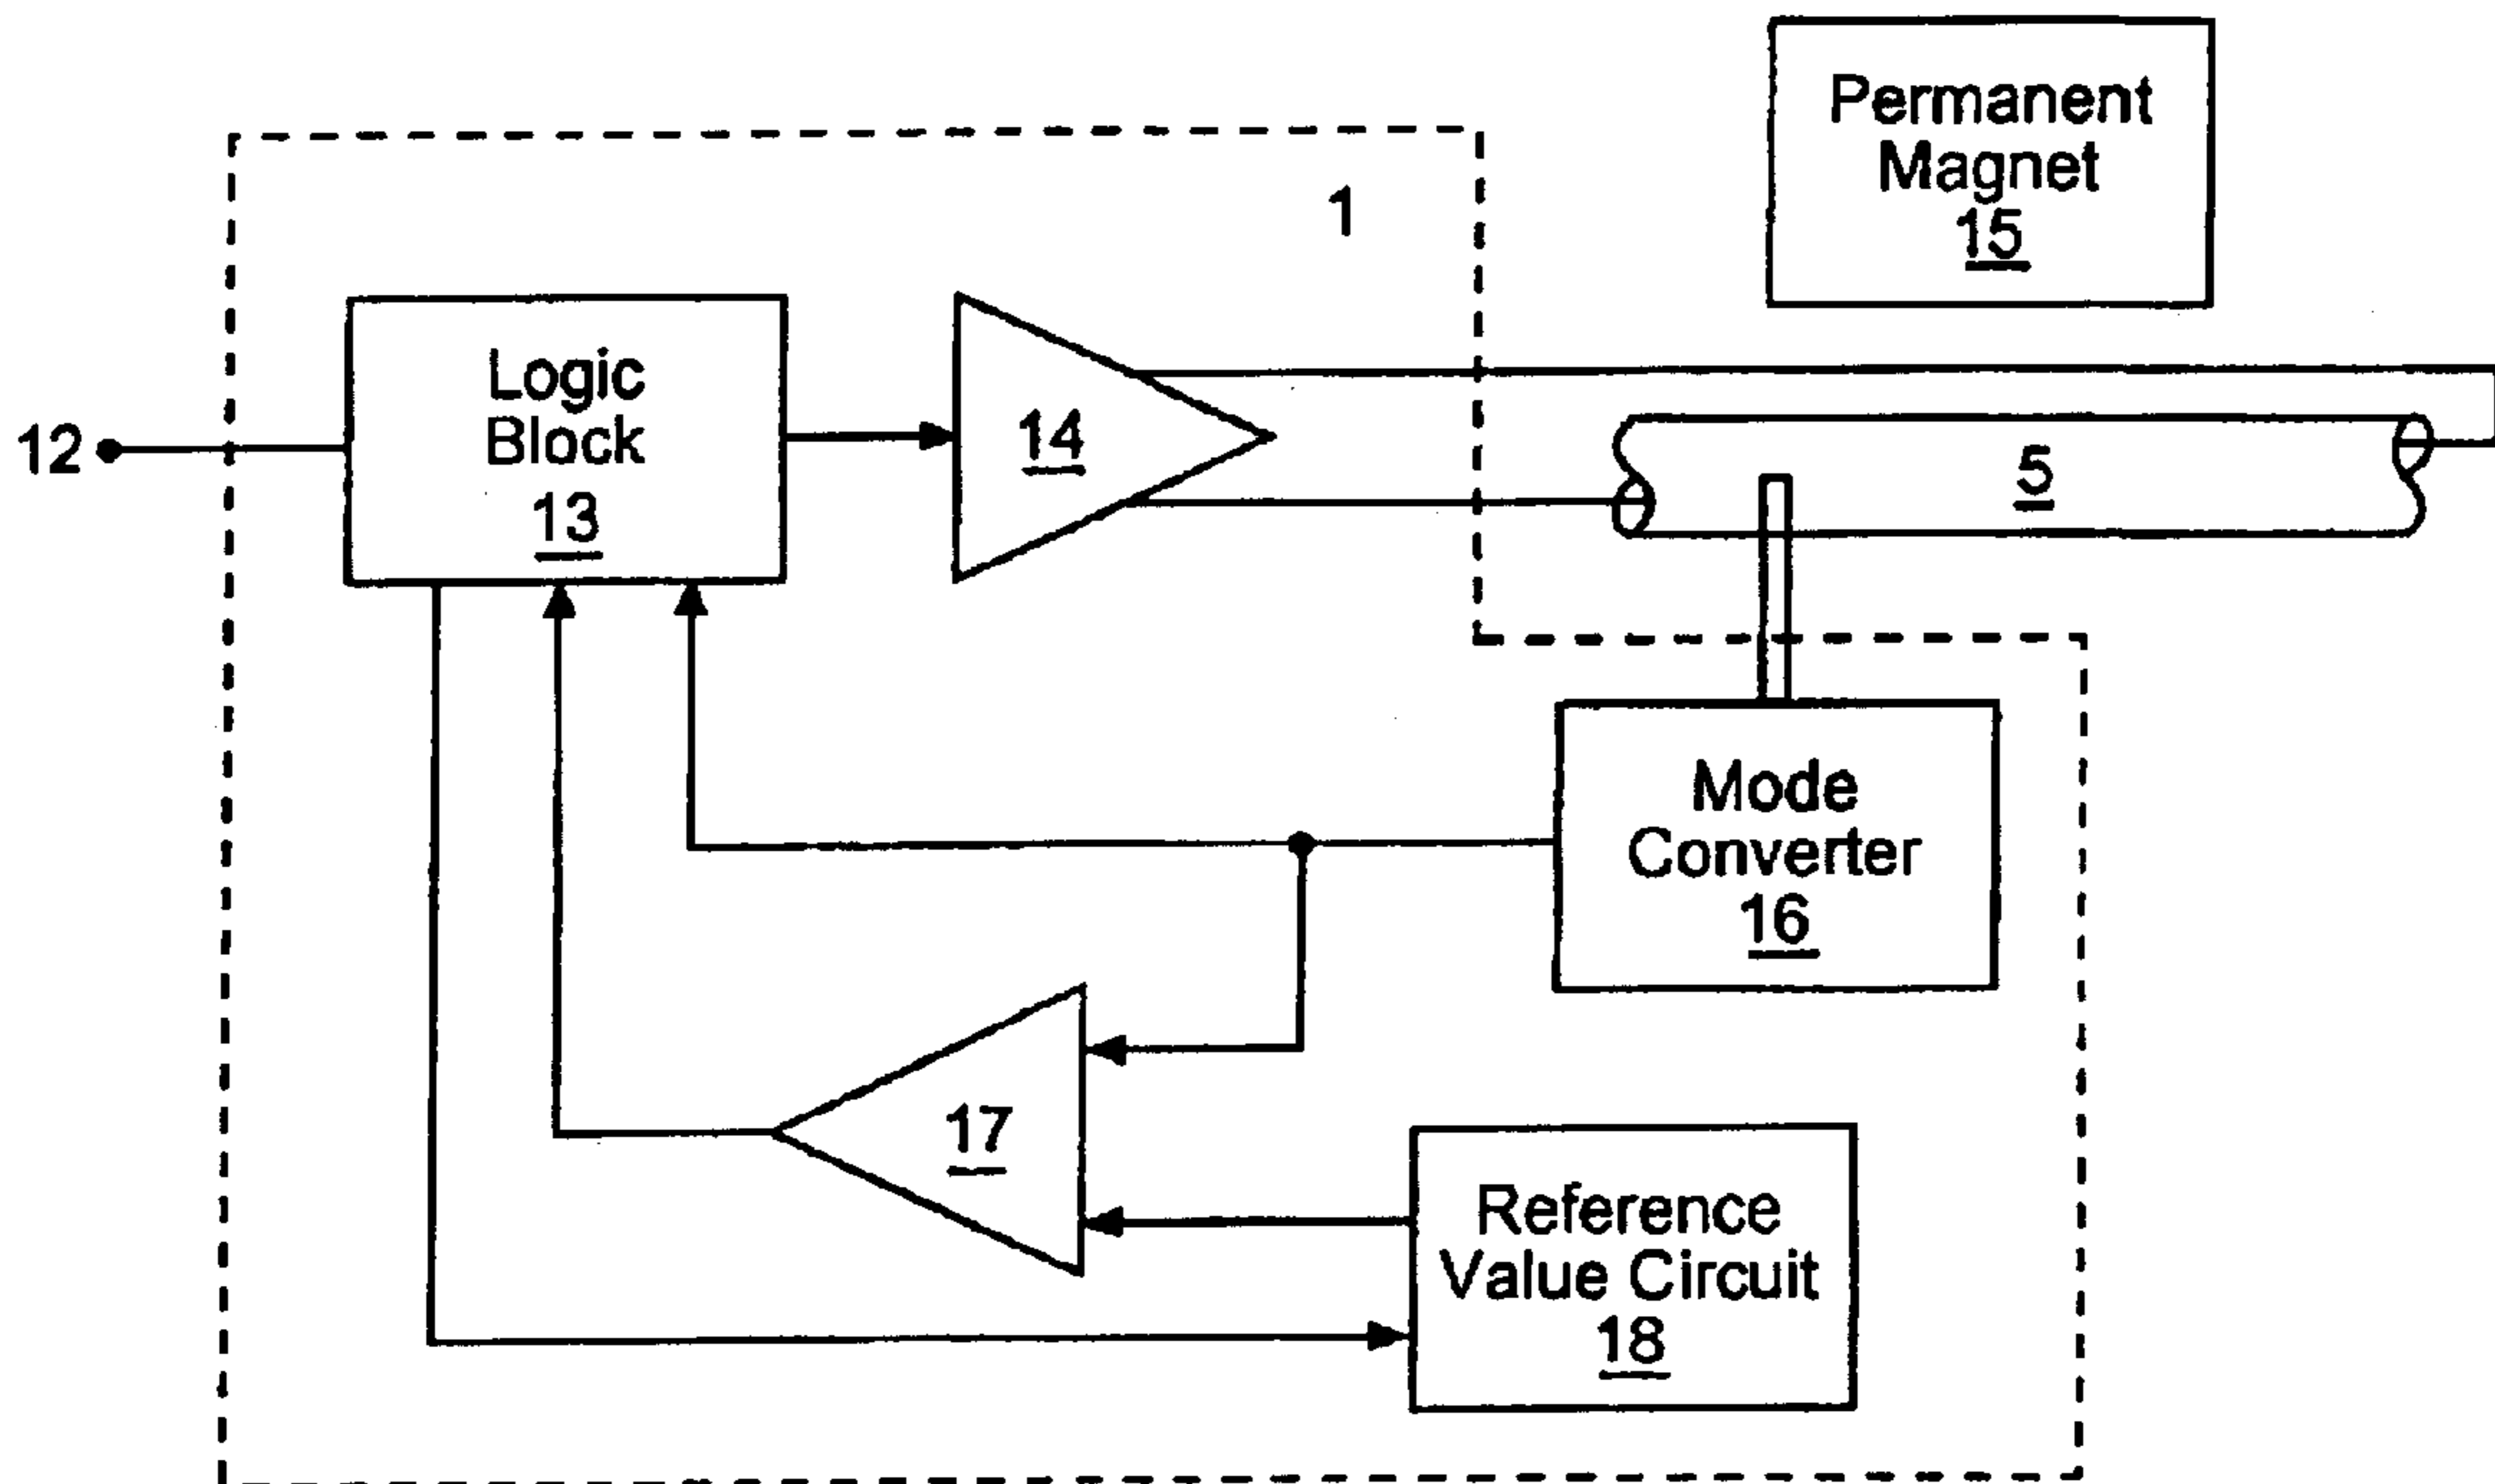 Permanent
Magnet
15
1
Logic
Block
13
14
12
5
Mode
Converter
16
17
Reference
Value Circuit
18